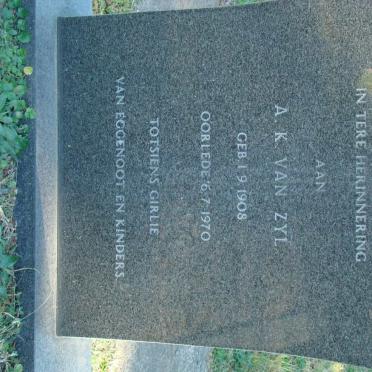 IN TERE HERINNERING
AAN
A. K. VAN ZYL
GEB. 1.9.1908
OORLEDE 6.7.1970
TOTSIENS GIRLIE
VAN EGGENOOT EN KINDERS.